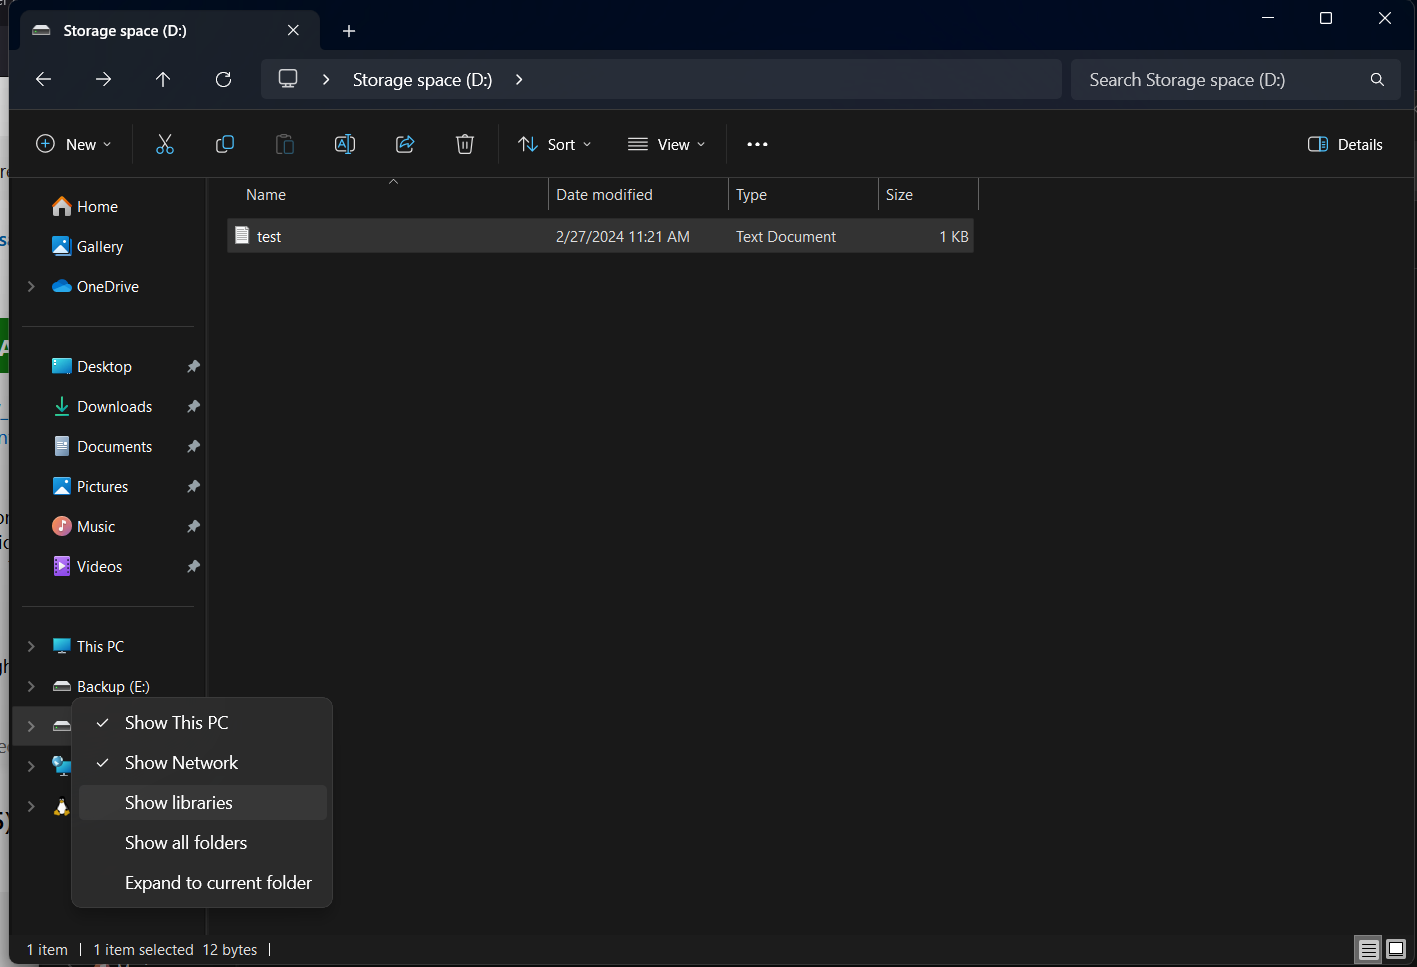 Storage space (D:)
Storage space (D:)
Search Storage space (D:)
New
Sort
View
Details
Name
Date modified
Type
Size
test
2/27/2024 11:21 AM
Text Document
1 KB
Home
Gallery
OneDrive
Desktop
Downloads
Documents
Pictures
Music
Videos
This PC
Backup (E:)
Show This PC
Show Network
Show libraries
Show all folders
Expand to current folder
1 item
1 item selected 12 bytes